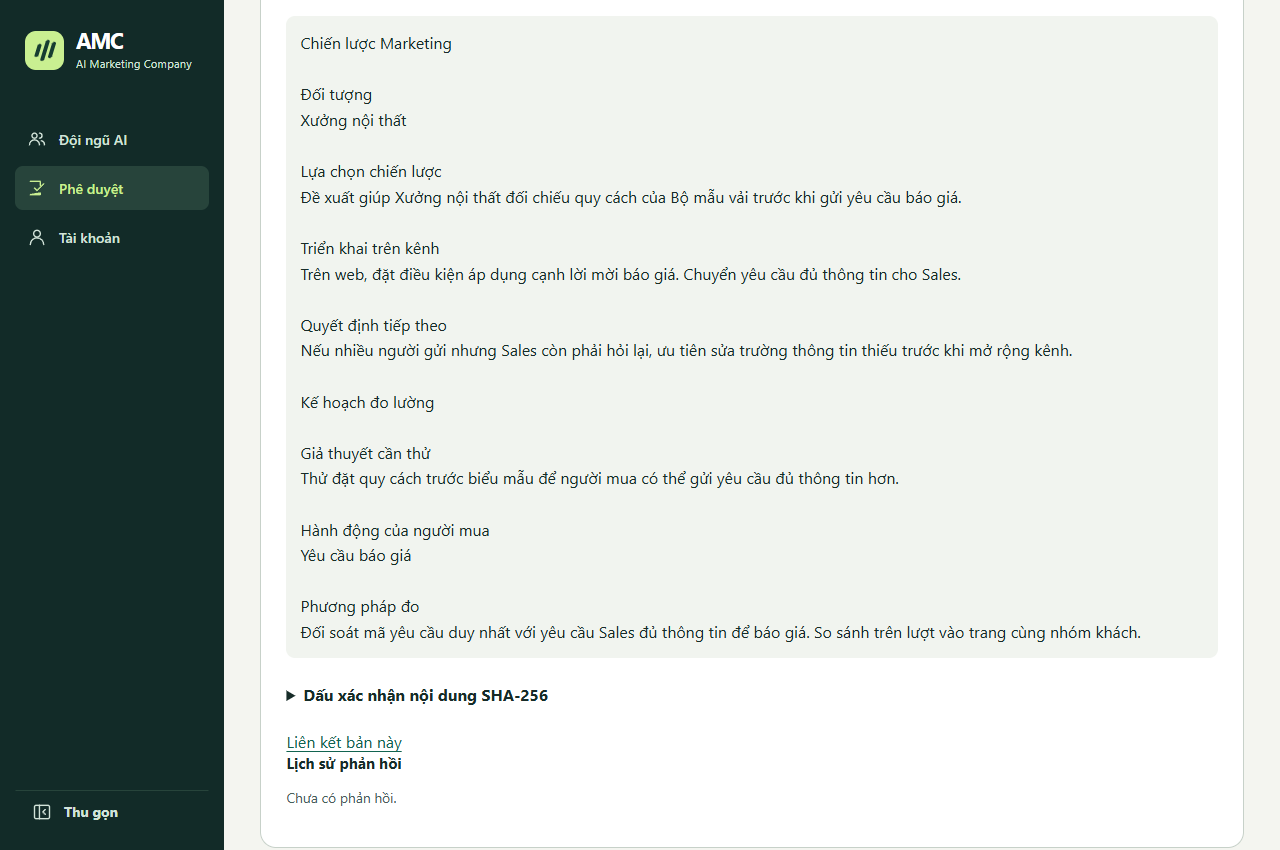 AMC
AI Marketing Company
Đội ngũ AI
Phê duyệt
Tài khoản
Thu gọn
Chiến lược Marketing
Đối tượng
Xưởng nội thất
Lựa chọn chiến lược
Đề xuất giúp Xưởng nội thất đối chiếu quy cách của Bộ mẫu vải trước khi gửi yêu cầu báo giá.
Triển khai trên kênh
Trên web, đặt điều kiện áp dụng cạnh lời mời báo giá. Chuyển yêu cầu đủ thông tin cho Sales.
Quyết định tiếp theo
Nếu nhiều người gửi nhưng Sales còn phải hỏi lại, ưu tiên sửa trường thông tin thiếu trước khi mở rộng kênh.
Kế hoạch đo lường
Giả thuyết cần thử
Thử đặt quy cách trước biểu mẫu để người mua có thể gửi yêu cầu đủ thông tin hơn.
Hành động của người mua
Yêu cầu báo giá
Phương pháp đo
Đối soát mã yêu cầu duy nhất với yêu cầu Sales đủ thông tin để báo giá. So sánh trên lượt vào trang cùng nhóm khách.
Dấu xác nhận nội dung SHA-256
Liên kết bản này
Lịch sử phản hồi
Chưa có phản hồi.